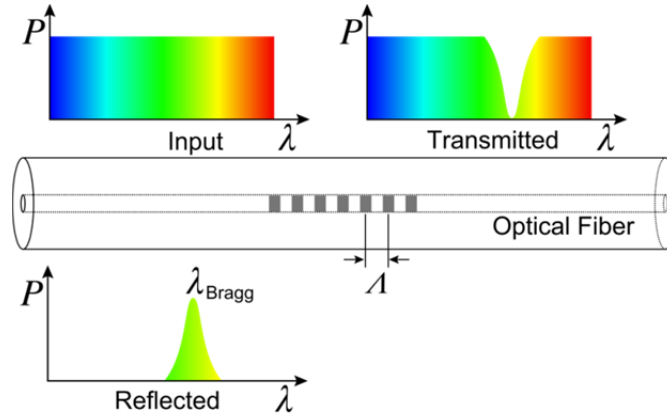 P
λ
Input
P
λ
Transmitted
Optical Fiber
Λ
P
λBragg
λ
Reflected